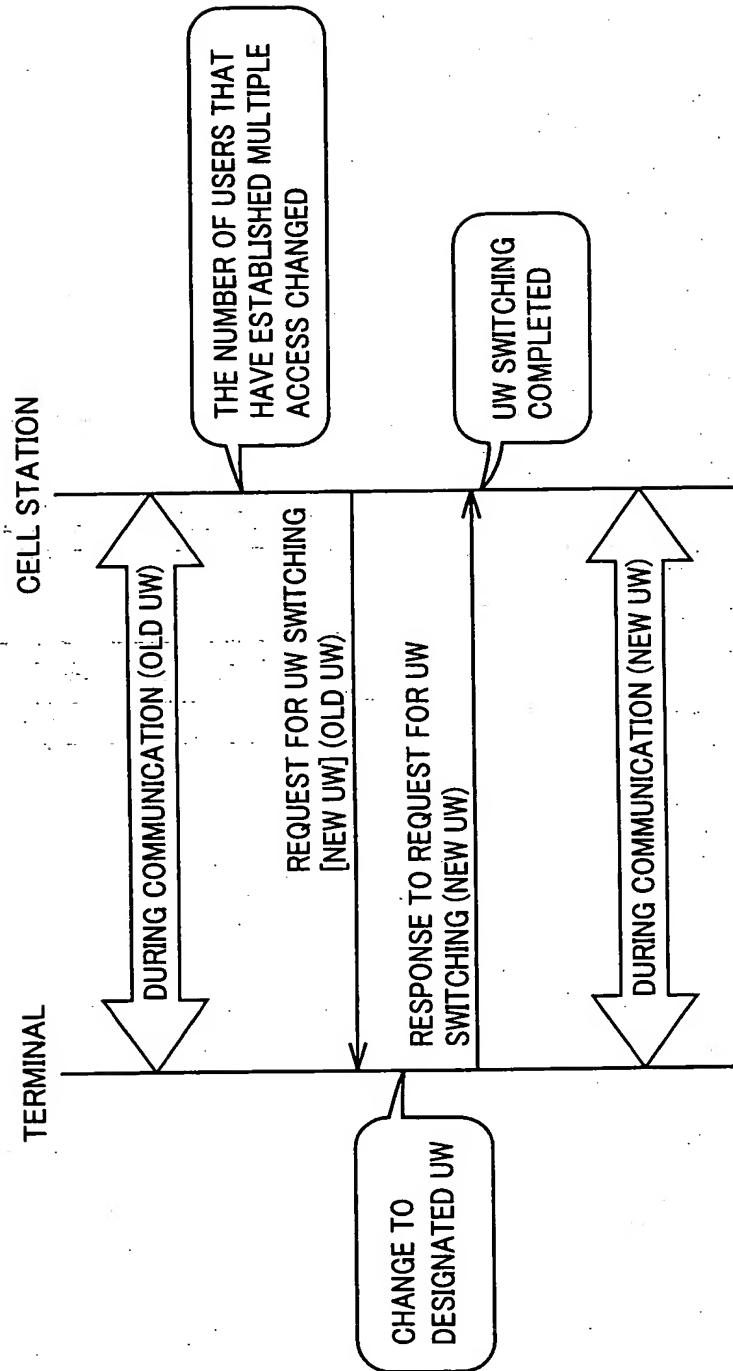 TERMINAL
CELL STATION
DURING COMMUNICATION (OLD UW)
THE NUMBER OF USERS THAT
HAVE ESTABLISHED MULTIPLE
ACCESS CHANGED
REQUEST FOR UW SWITCHING
[NEW UW] (OLD UW)
CHANGE TO
DESIGNATED UW
RESPONSE TO REQUEST FOR UW
SWITCHING (NEW UW)
UW SWITCHING
COMPLETED
DURING COMMUNICATION (NEW UW)